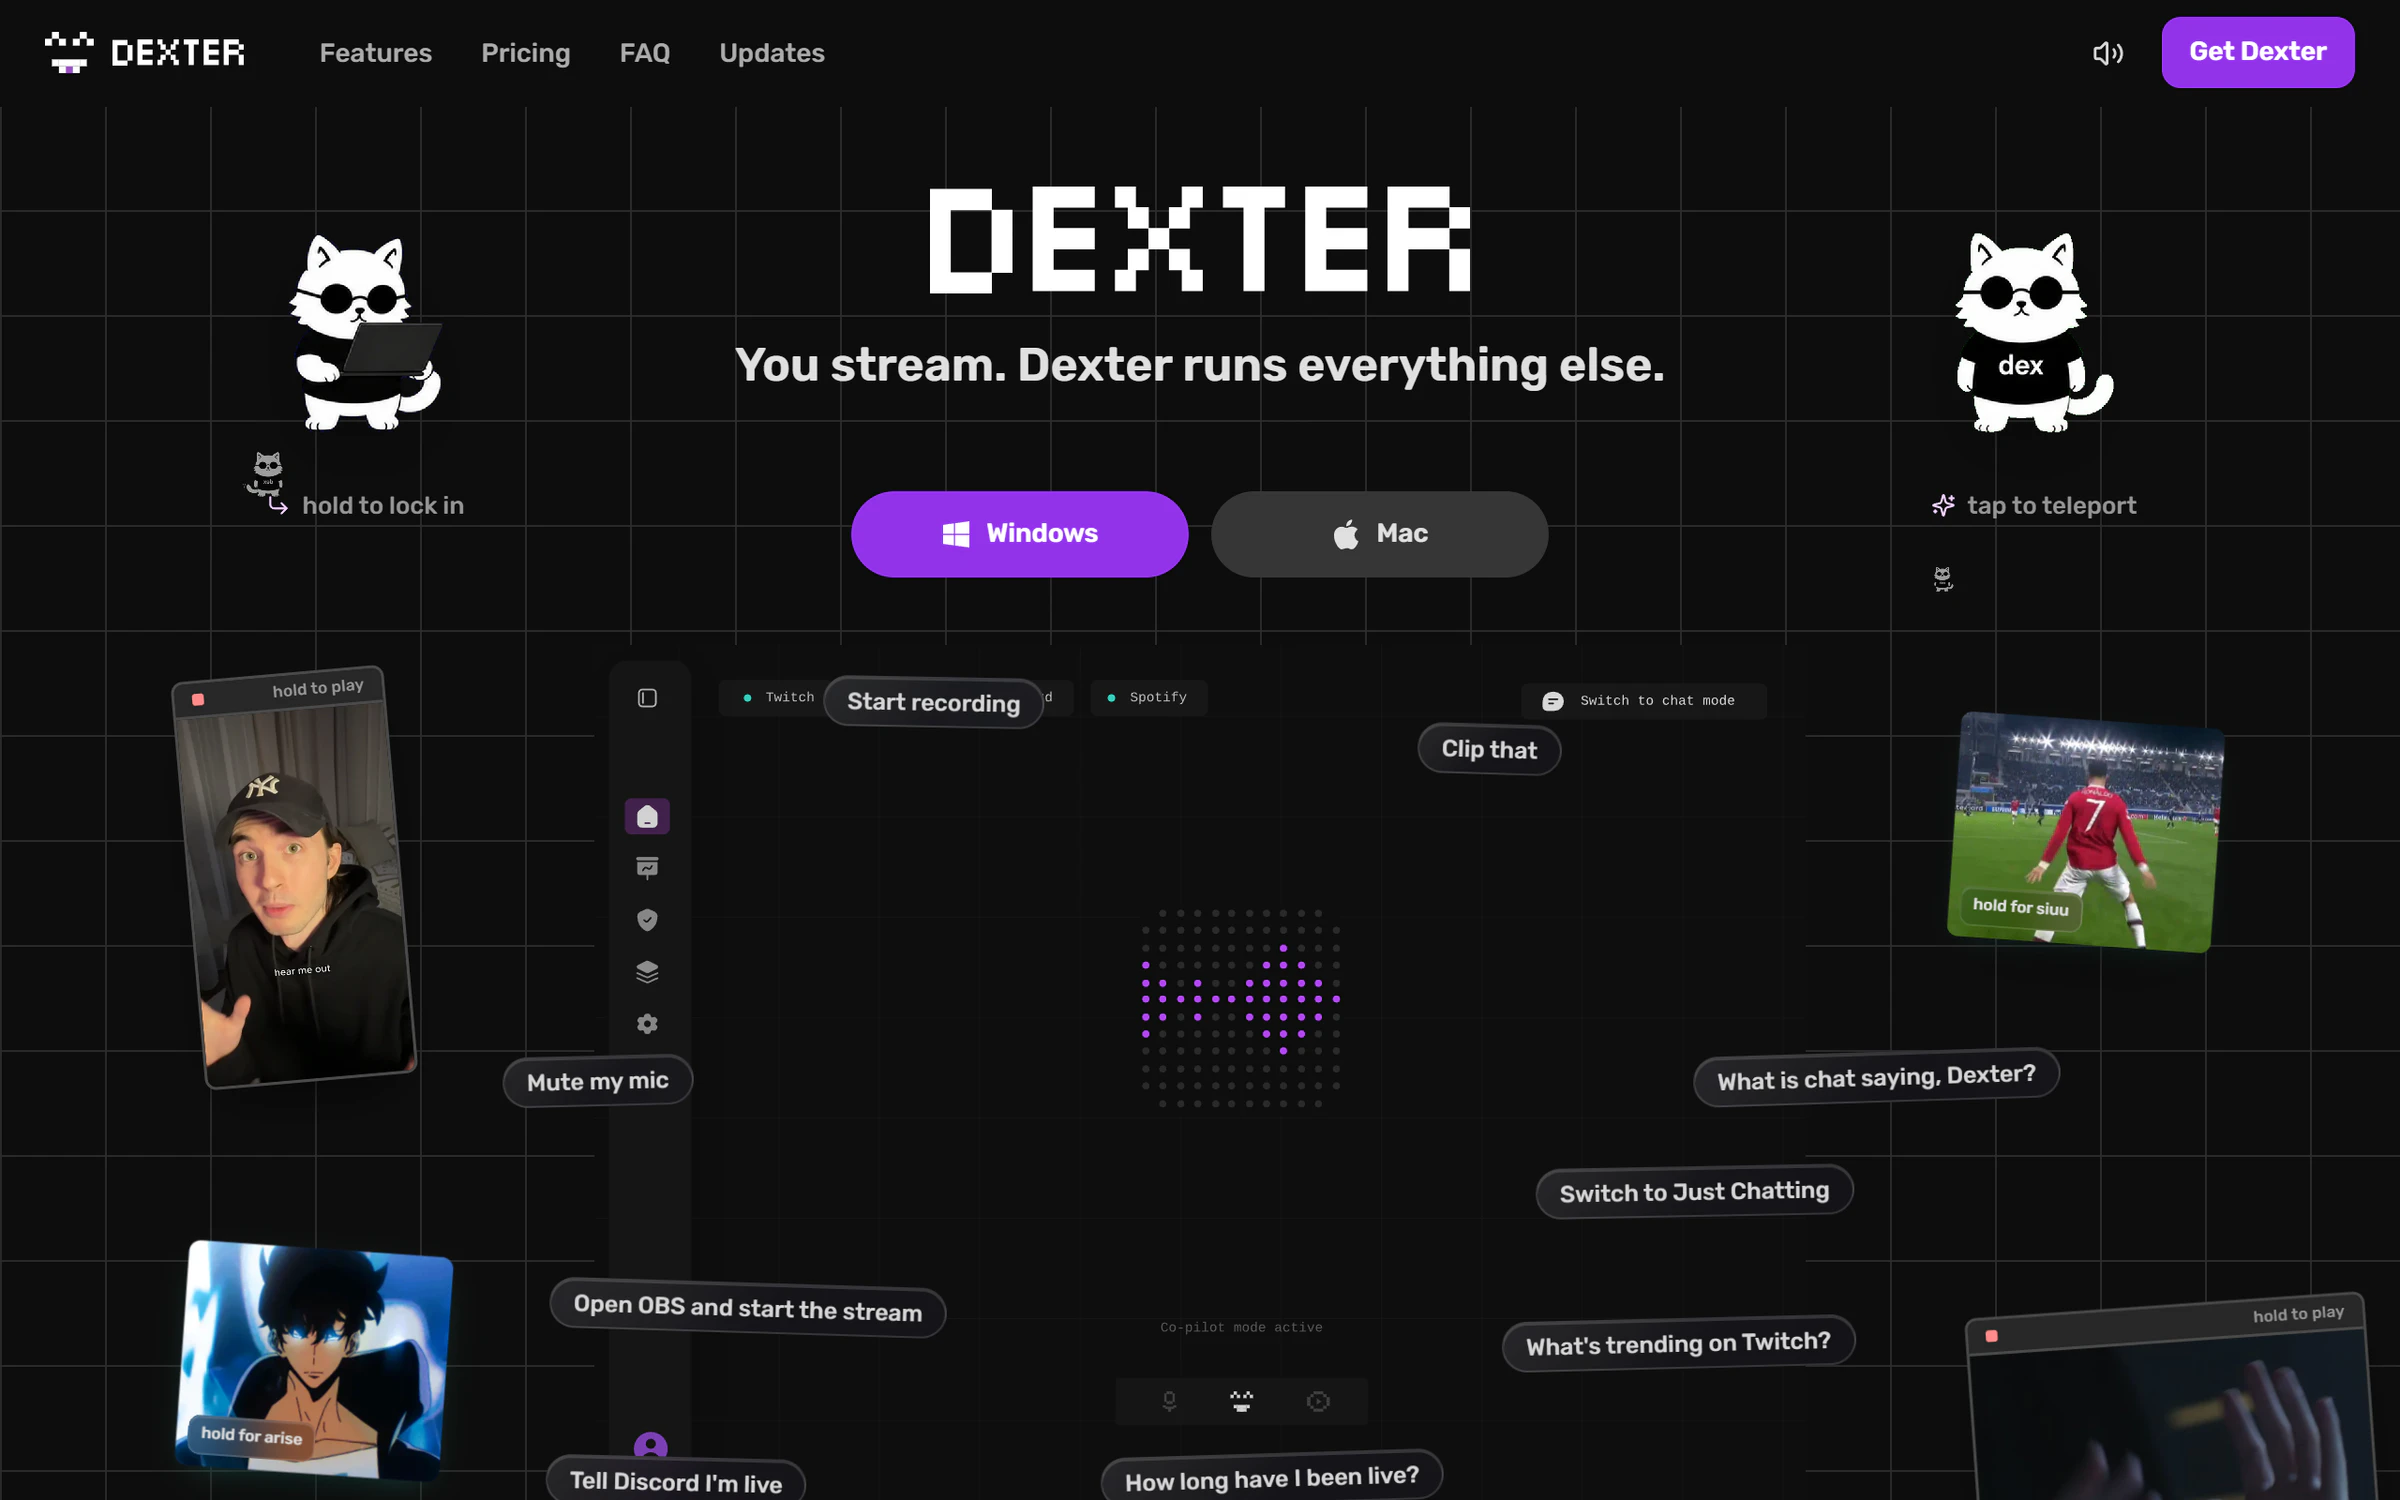 DEXTER
Features
Pricing
FAQ
Updates
Get Dexter
DEXTER
You stream. Dexter runs everything else.
dex
hold to lock in
tap to teleport
Windows
Mac
hold to play
Twitch
Start recording
Spotify
Switch to chat mode
Clip that
RONALDO
7
hold for siuu
hear me out
Mute my mic
What is chat saying, Dexter?
Switch to Just Chatting
Open OBS and start the stream
Co-pilot mode active
What's trending on Twitch?
hold to play
hold for arise
Tell Discord I'm live
How long have I been live?